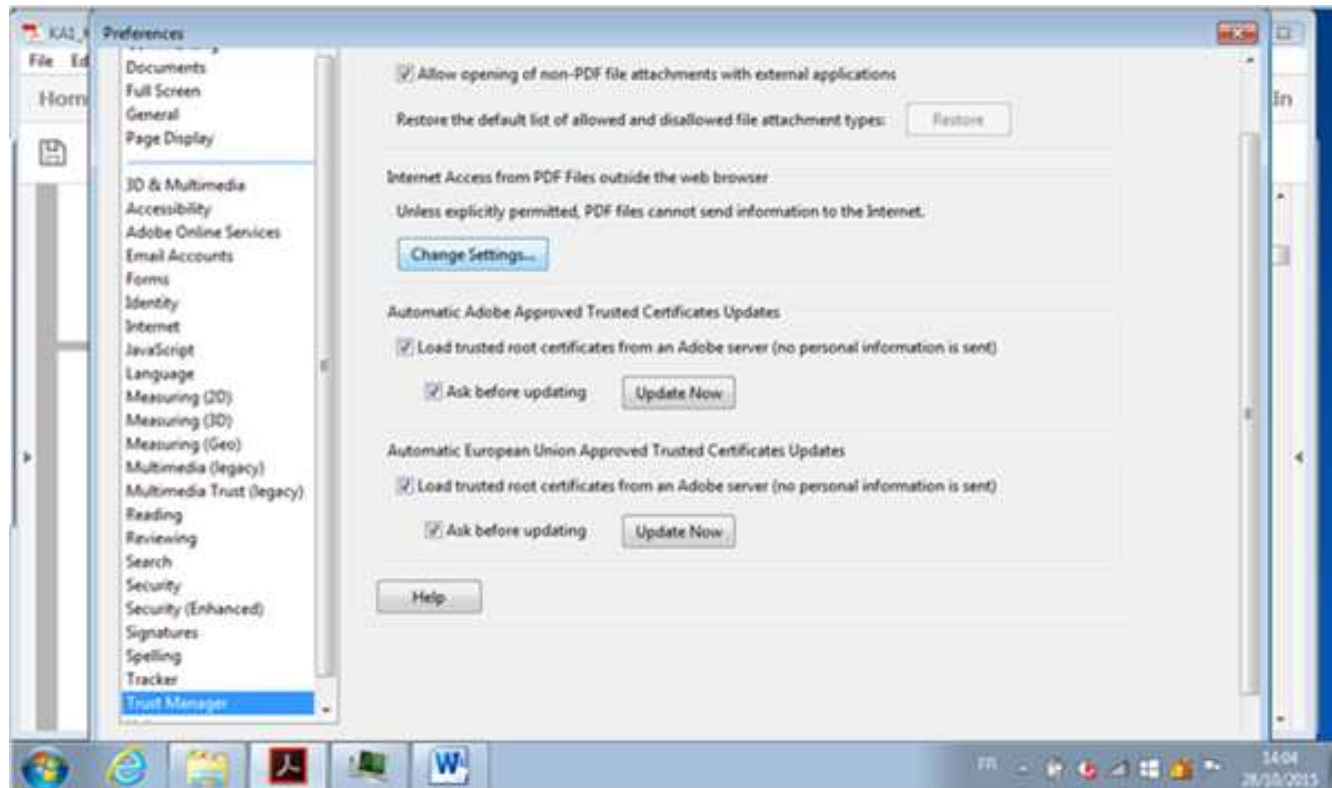 Preferences
File Ed
Hom
In
Documents
Full Screen
General
Page Display
3D & Multimedia
Accessibility
Adobe Online Services
Email Accounts
Forms
Identity
Internet
JavaScript
Language
Measuring (2D)
Measuring (3D)
Measuring (Geo)
Multimedia (legacy)
Multimedia Trust (legacy)
Reading
Reviewing
Search
Security
Security (Enhanced)
Signatures
Spelling
Tracker
Trust Manager
Allow opening of non-PDF file attachments with external applications
Restore the default list of allowed and disallowed file attachment types: Restore
Internet Access from PDF Files outside the web browser
Unless explicitly permitted, PDF files cannot send information to the Internet.
Change Settings...
Automatic Adobe Approved Trusted Certificates Updates
Load trusted root certificates from an Adobe server (no personal information is sent)
Ask before updating Update Now
Automatic European Union Approved Trusted Certificates Updates
Load trusted root certificates from an Adobe server (no personal information is sent)
Ask before updating Update Now
Help
FR
14:04
28/10/2015